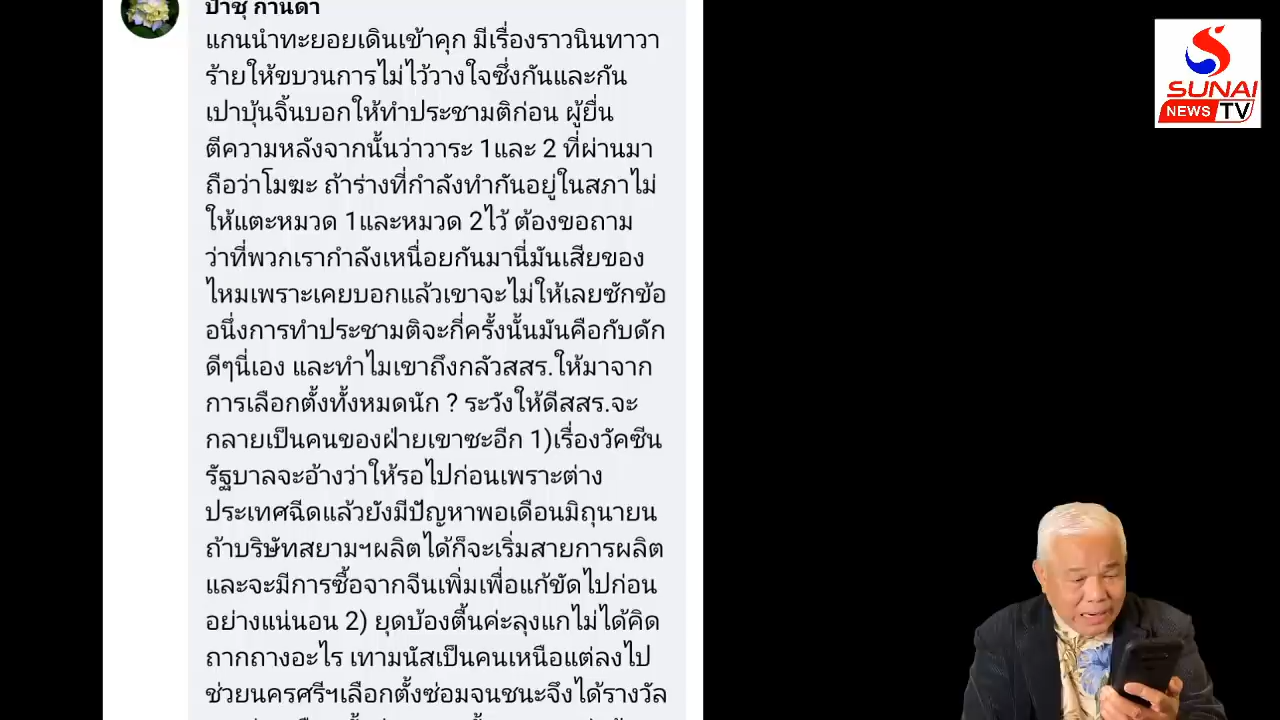 ป้าชุ กานดา
แกนนำทะยอยเดินเข้าคุก มีเรื่องราวนินทาวา
ร้ายให้ขบวนการไม่ไว้วางใจซึ่งกันและกัน
เปาบุ้นจิ้นบอกให้ทำประชามติก่อน ผู้ยื่น
ตีความหลังจากนั้นว่าวาระ 1และ 2 ที่ผ่านมา
ถือว่าโมฆะ ถ้าร่างที่กำลังทำกันอยู่ในสภาไม่
ให้แตะหมวด 1และหมวด 2ไว้ ต้องขอถาม
ว่าที่พวกเรากำลังเหนื่อยกันมานี่มันเสียของ
ไหมเพราะเคยบอกแล้วเขาจะไม่ให้เลยซักข้อ
อนึ่งการทำประชามติจะกี่ครั้งนั้นมันคือกับดัก
ดีๆนี่เอง และทำไมเขาถึงกลัวสสร.ให้มาจาก
การเลือกตั้งทั้งหมดนัก ? ระวังให้ดีสสร.จะ
กลายเป็นคนของฝ่ายเขาซะอีก 1)เรื่องวัคซีน
รัฐบาลจะอ้างว่าให้รอไปก่อนเพราะต่าง
ประเทศฉีดแล้วยังมีปัญหาพอเดือนมิถุนายน
ถ้าบริษัทสยามฯผลิตได้ก็จะเริ่มสายการผลิต
และจะมีการซื้อจากจีนเพิ่มเพื่อแก้ขัดไปก่อน
อย่างแน่นอน 2) ยุดบ้องตื้นค่ะลุงแกไม่ได้คิด
ถากถางอะไร เทามนัสเป็นคนเหนือแต่ลงไป
ช่วยนครศรีฯเลือกตั้งซ่อมจนชนะจึงได้รางวัล
SUNAI
NEWS TV